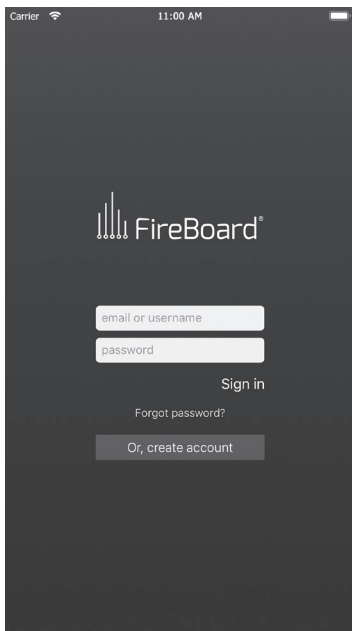 Carrier 11:00 AM
FireBoard®
email or username
password
Sign in
Forgot password?
Or, create account